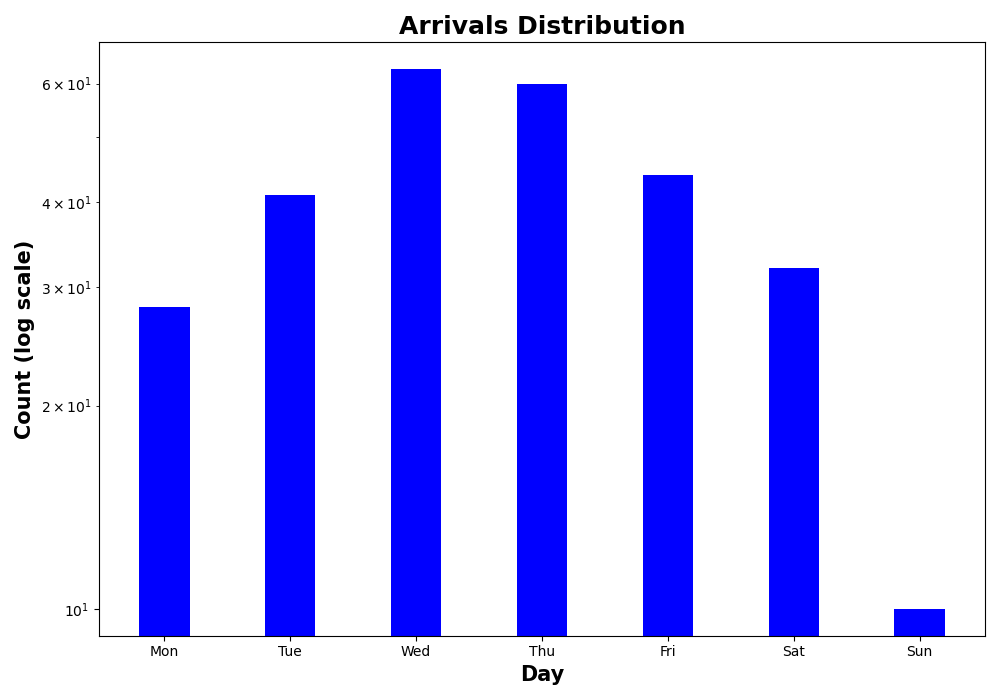 Arrivals Distribution
Count (log scale)
6 × 10¹
4 × 10¹
3 × 10¹
2 × 10¹
10¹
Mon Tue Wed Thu Fri Sat Sun
Day